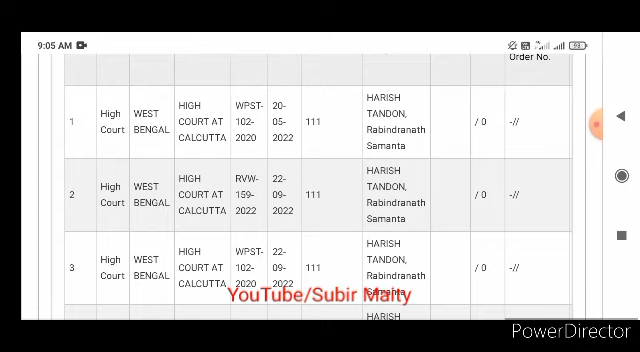 9:05 AM
93
Order No.
1 High Court WEST BENGAL HIGH COURT AT CALCUTTA WPST-102-2020 20-05-2022 111 HARISH TANDON, Rabindranath Samanta / 0 -//
2 High Court WEST BENGAL HIGH COURT AT CALCUTTA RVW-159-2022 22-09-2022 111 HARISH TANDON, Rabindranath Samanta / 0 -//
3 High Court WEST BENGAL HIGH COURT AT CALCUTTA WPST-102-2020 22-09-2022 111 HARISH TANDON, Rabindranath Samanta / 0 -//
YouTube/Subir Maity
HARISH
PowerDirector